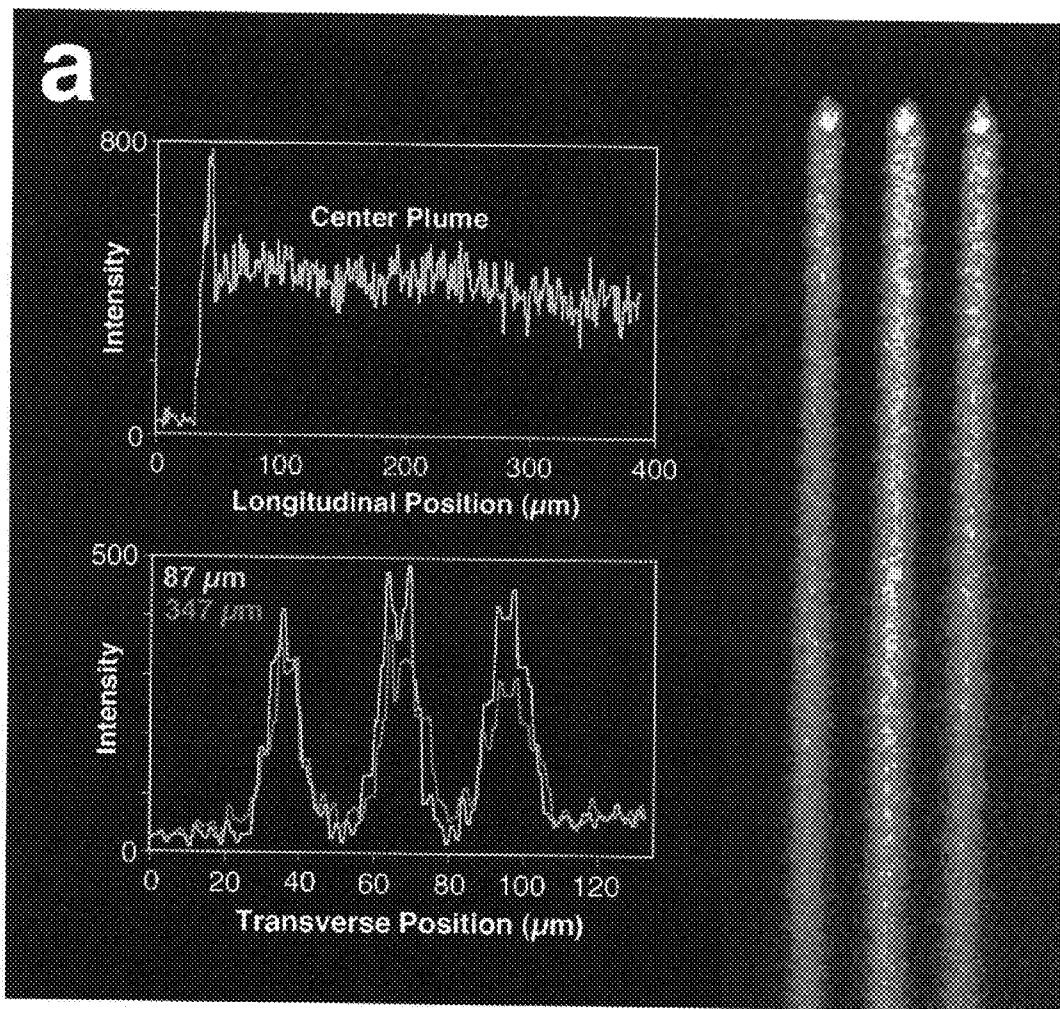 a
800
Center Plume
Intensity
0
0 100 200 300 400
Longitudinal Position (µm)
500
87 µm
347 µm
Intensity
0
0 20 40 60 80 100 120
Transverse Position (µm)